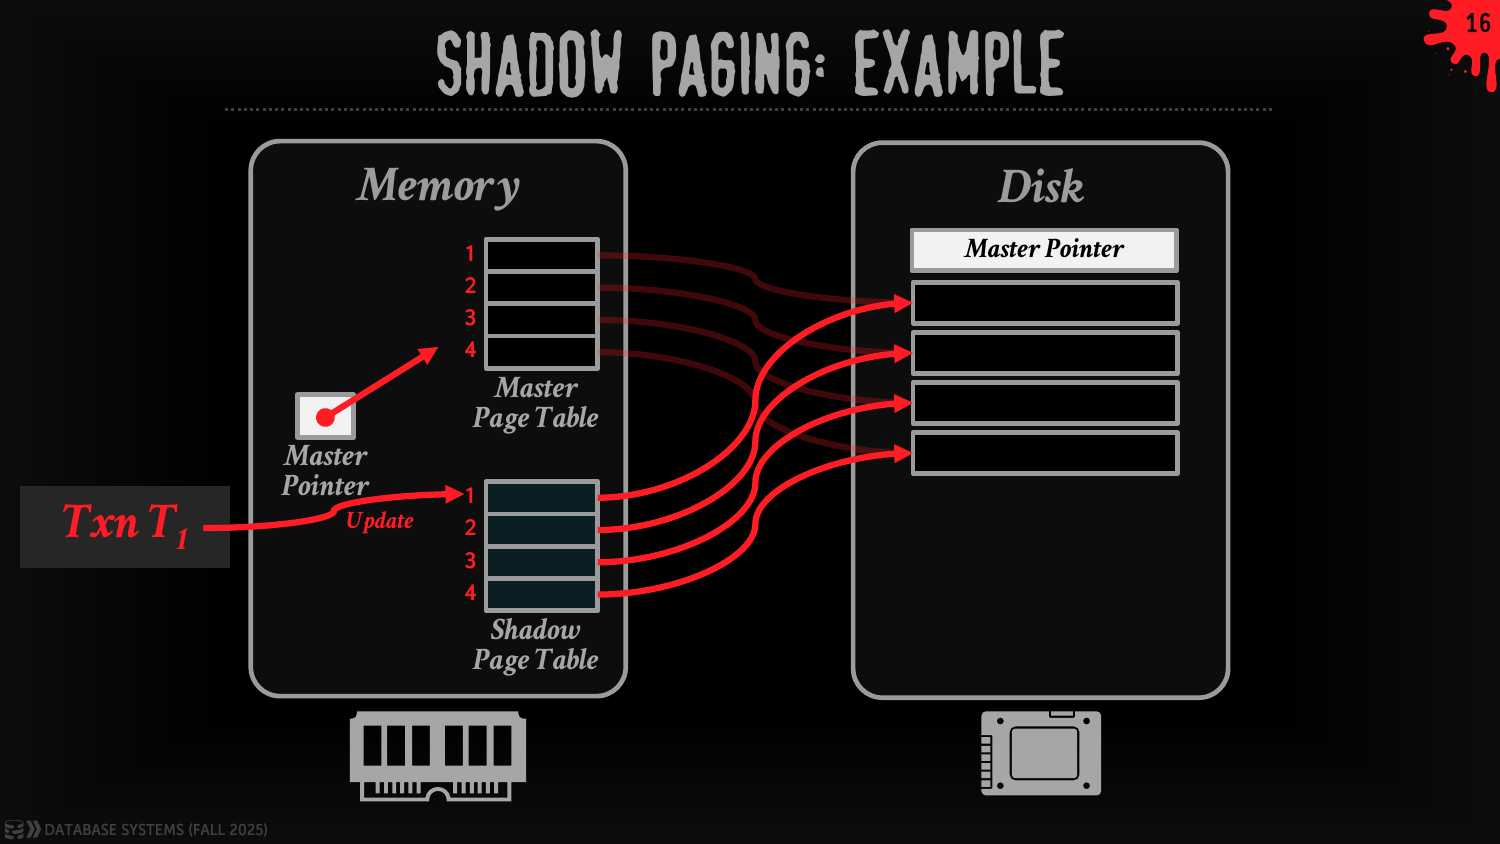 16
SHADOW PAGING: EXAMPLE
Memory
1
2
3
4
Master
Page Table
Master
Pointer
Txn T1
Update
1
2
3
4
Shadow
Page Table
Disk
Master Pointer
DATABASE SYSTEMS (FALL 2025)